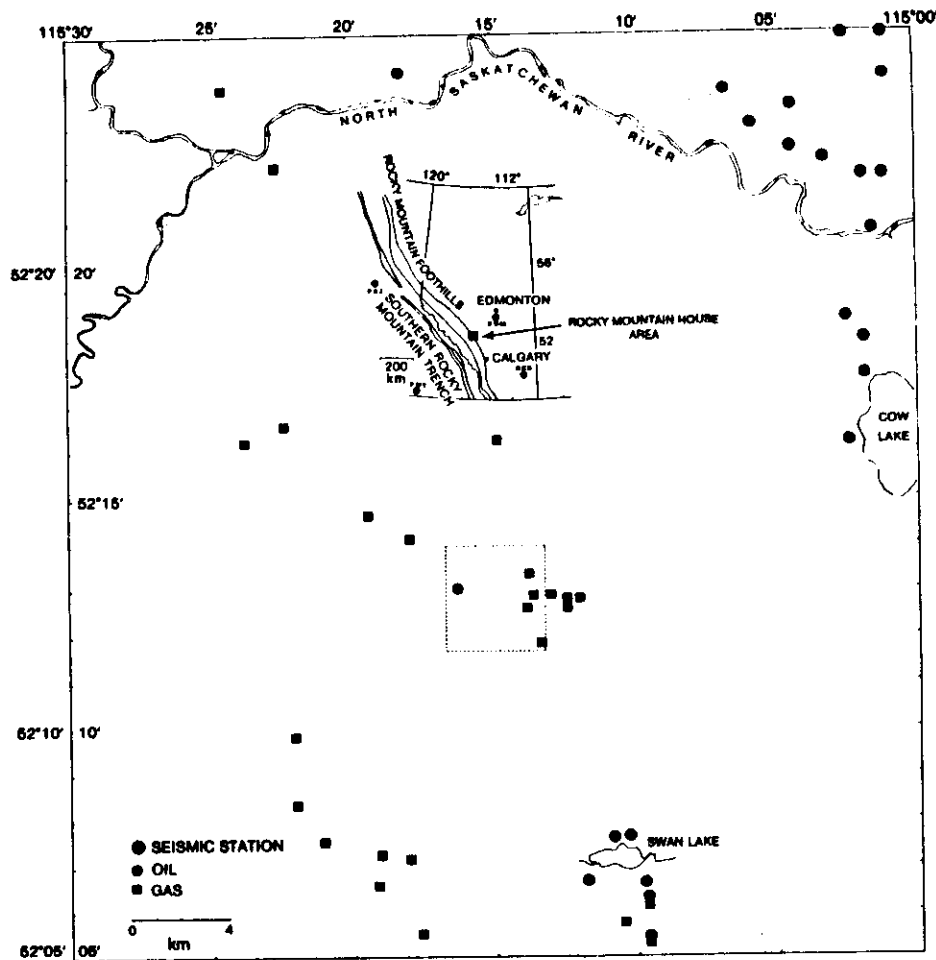 115°30' 25' 20' 15' 10' 05' 115°00'
NORTH SASKATCHEWAN RIVER
120° 112°
ROCKY MOUNTAIN FOOTHILLS
56°
52°20' 20'
EDMONTON
SOUTHERN ROCKY
MOUNTAIN TRENCH
ROCKY MOUNTAIN HOUSE
AREA
52
CALGARY
200
km
COW
LAKE
52°15'
52°10' 10'
SWAN LAKE
SEISMIC STATION
OIL
GAS
0 4
km
52°05'